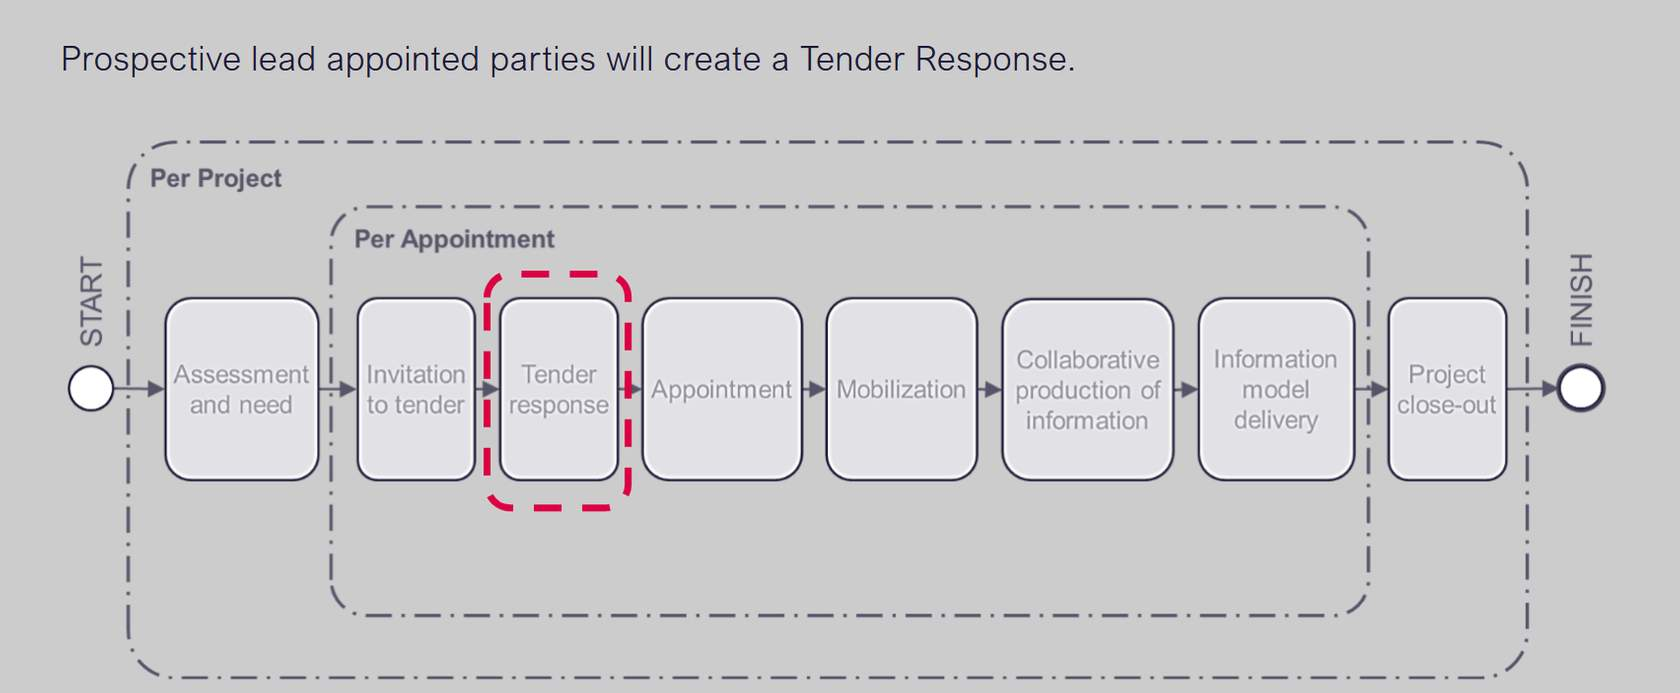 Prospective lead appointed parties will create a Tender Response.
Per Project
Per Appointment
START
Assessment
and need
Invitation
to tender
Tender
response
Appointment
Mobilization
Collaborative
production of
information
Information
model
delivery
Project
close-out
FINISH